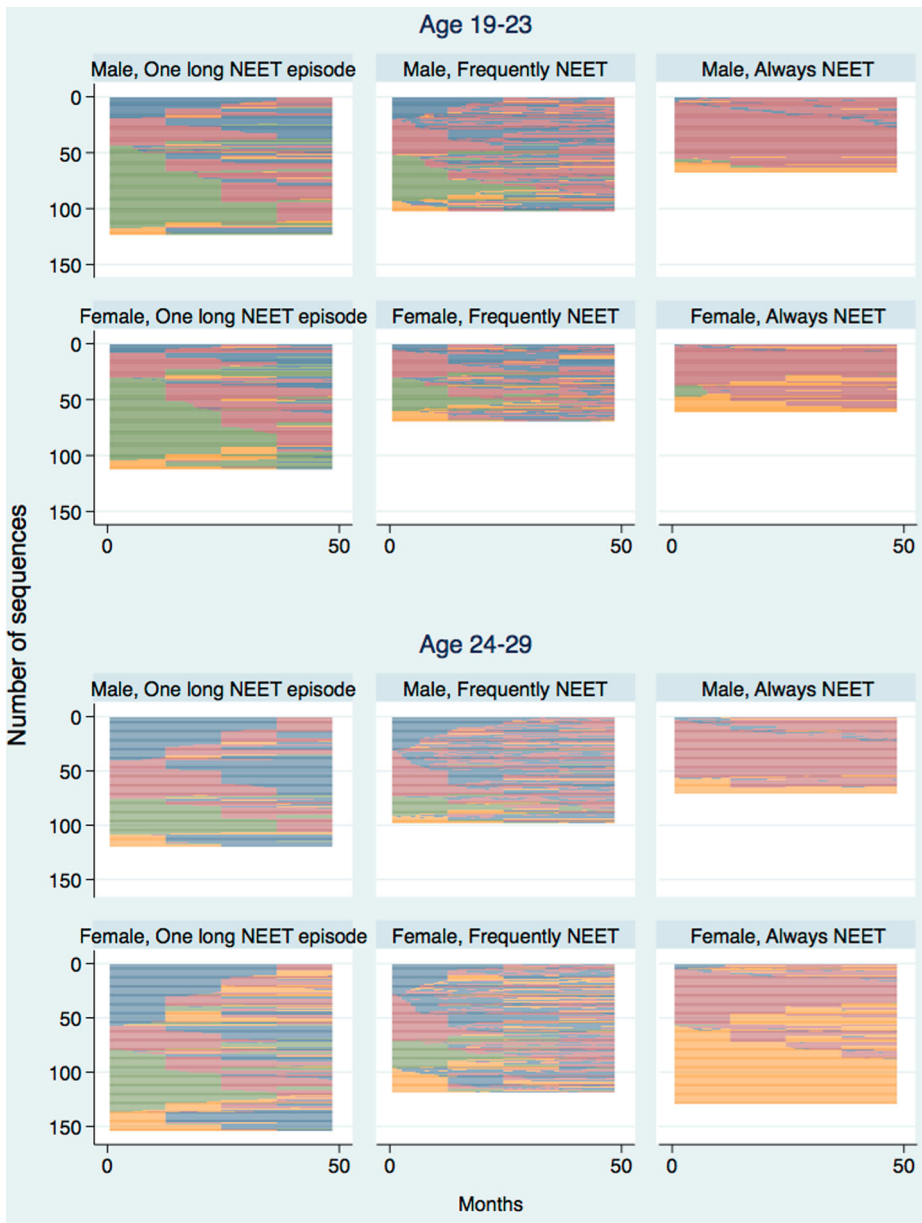 Age 19-23
Male, One long NEET episode
Male, Frequently NEET
Male, Always NEET
0
50
100
150
Female, One long NEET episode
Female, Frequently NEET
Female, Always NEET
0
50
100
150
0 50
0 50
0 50
Number of sequences
Age 24-29
Male, One long NEET episode
Male, Frequently NEET
Male, Always NEET
0
50
100
150
Female, One long NEET episode
Female, Frequently NEET
Female, Always NEET
0
50
100
150
0 50
0 50
0 50
Months